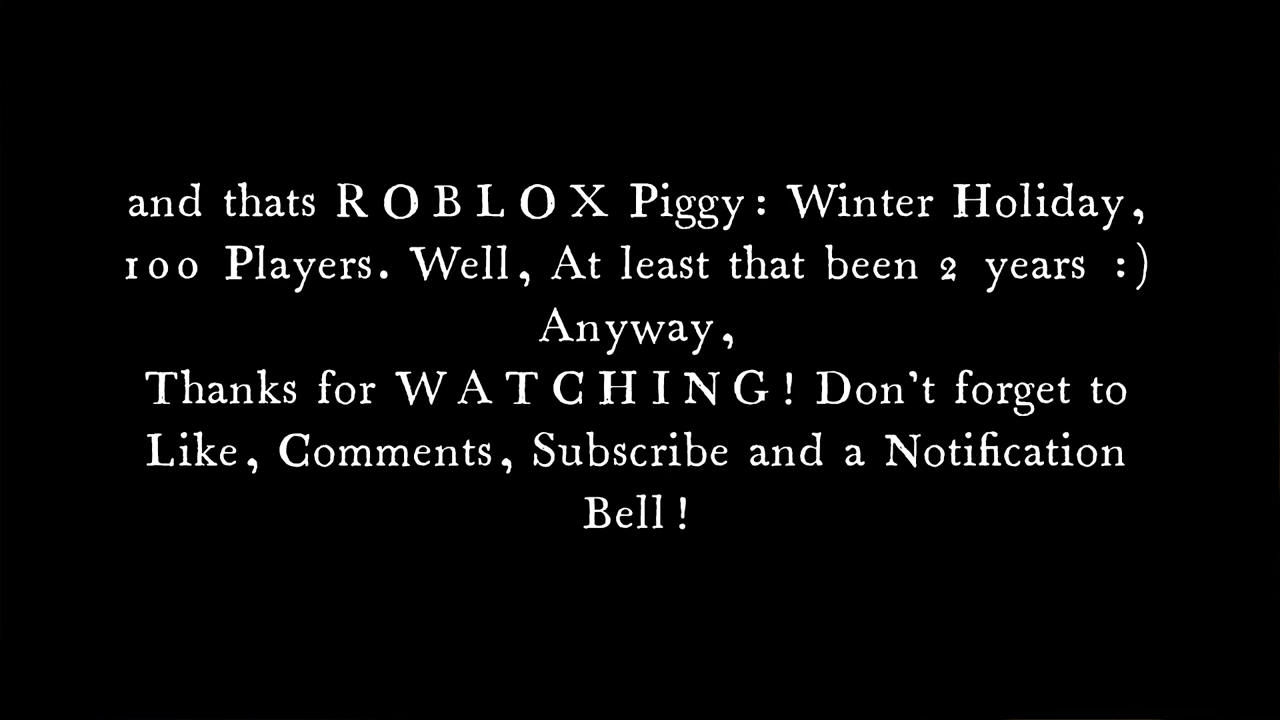 and thats R O B L O X Piggy: Winter Holiday,
100 Players. Well, At least that been 2 years :)
Anyway,
Thanks for W A T C H I N G ! Don't forget to
Like, Comments, Subscribe and a Notification
Bell!